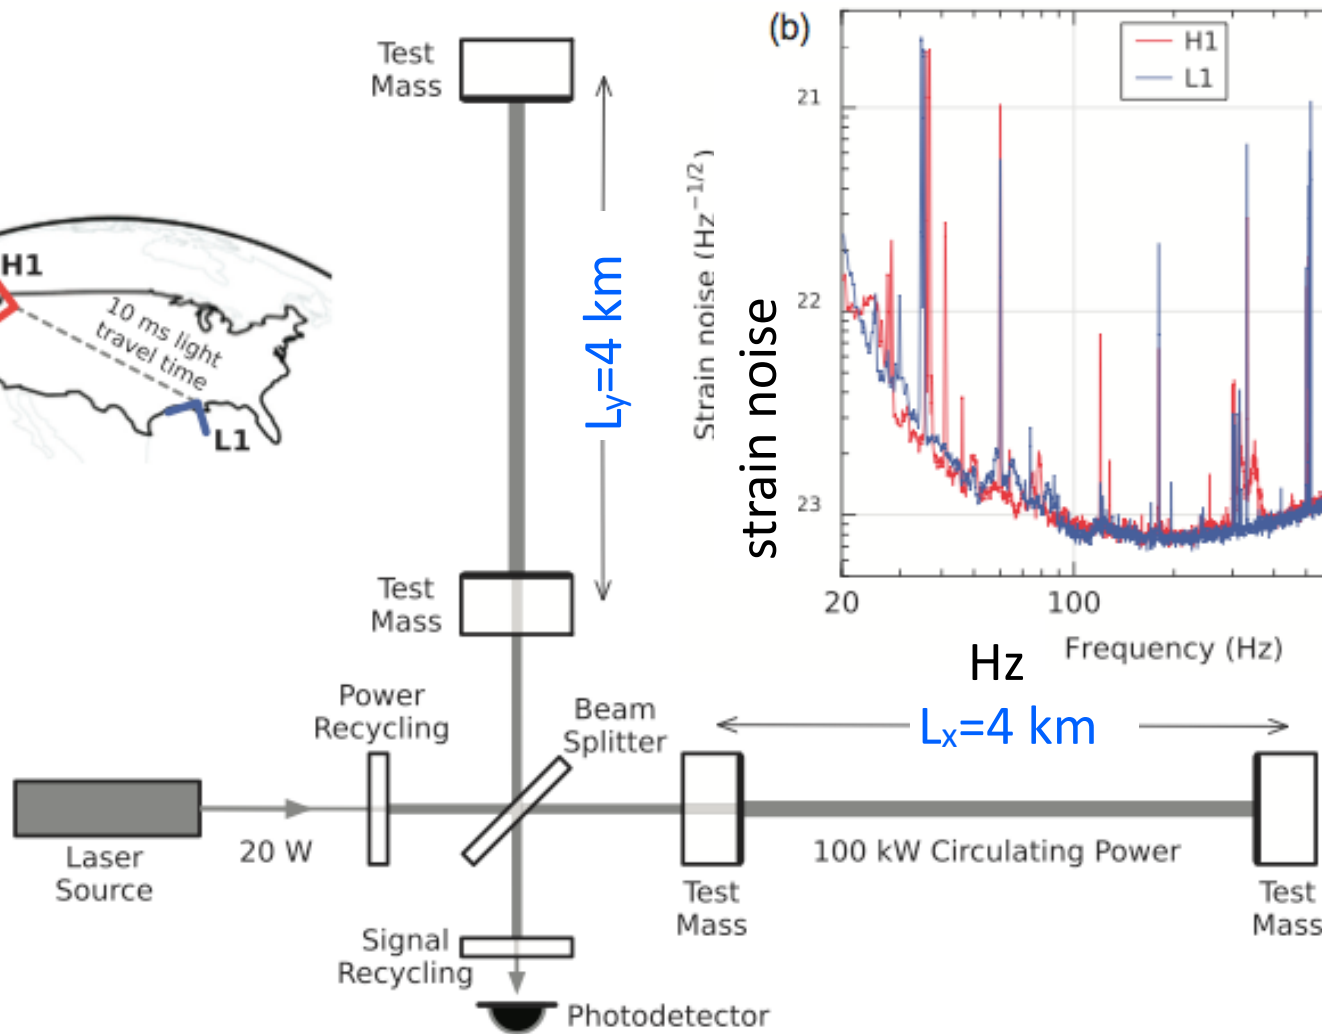 Test
Mass
Ly=4 km
H1
10 ms light
travel time
L1
Test
Mass
Power
Recycling
Beam
Splitter
Laser
Source
20 W
Lx=4 km
100 kW Circulating Power
Test
Mass
Test
Mass
Signal
Recycling
Photodetector
(b)
H1
L1
21
22
23
Strain noise (Hz−1/2)
strain noise
20
100
Frequency (Hz)
Hz